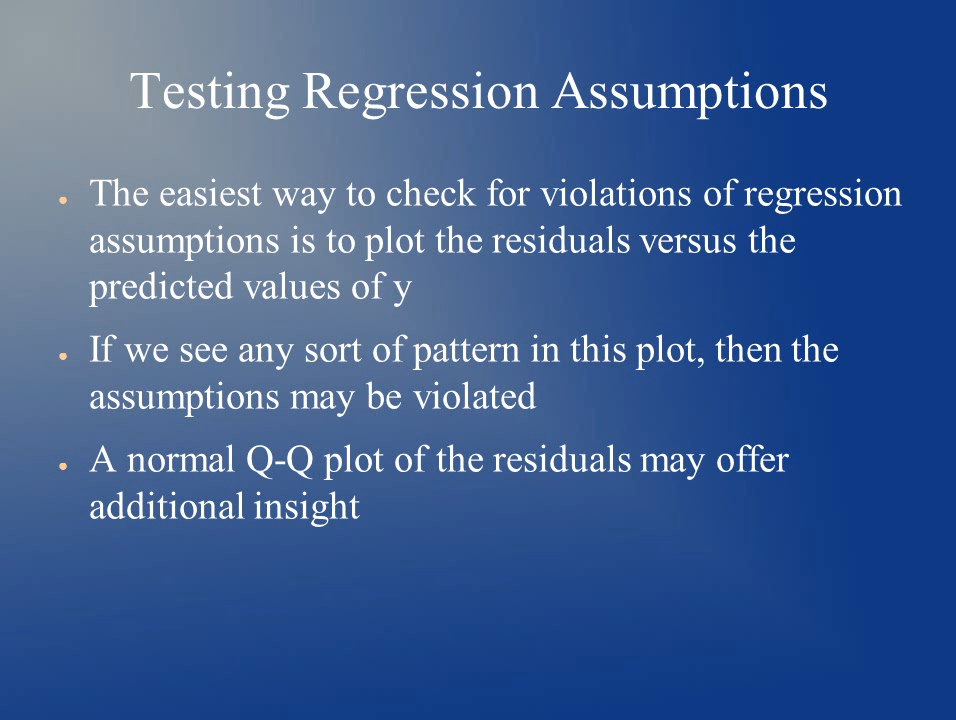 Testing Regression Assumptions
● The easiest way to check for violations of regression
assumptions is to plot the residuals versus the
predicted values of y
● If we see any sort of pattern in this plot, then the
assumptions may be violated
● A normal Q-Q plot of the residuals may offer
additional insight